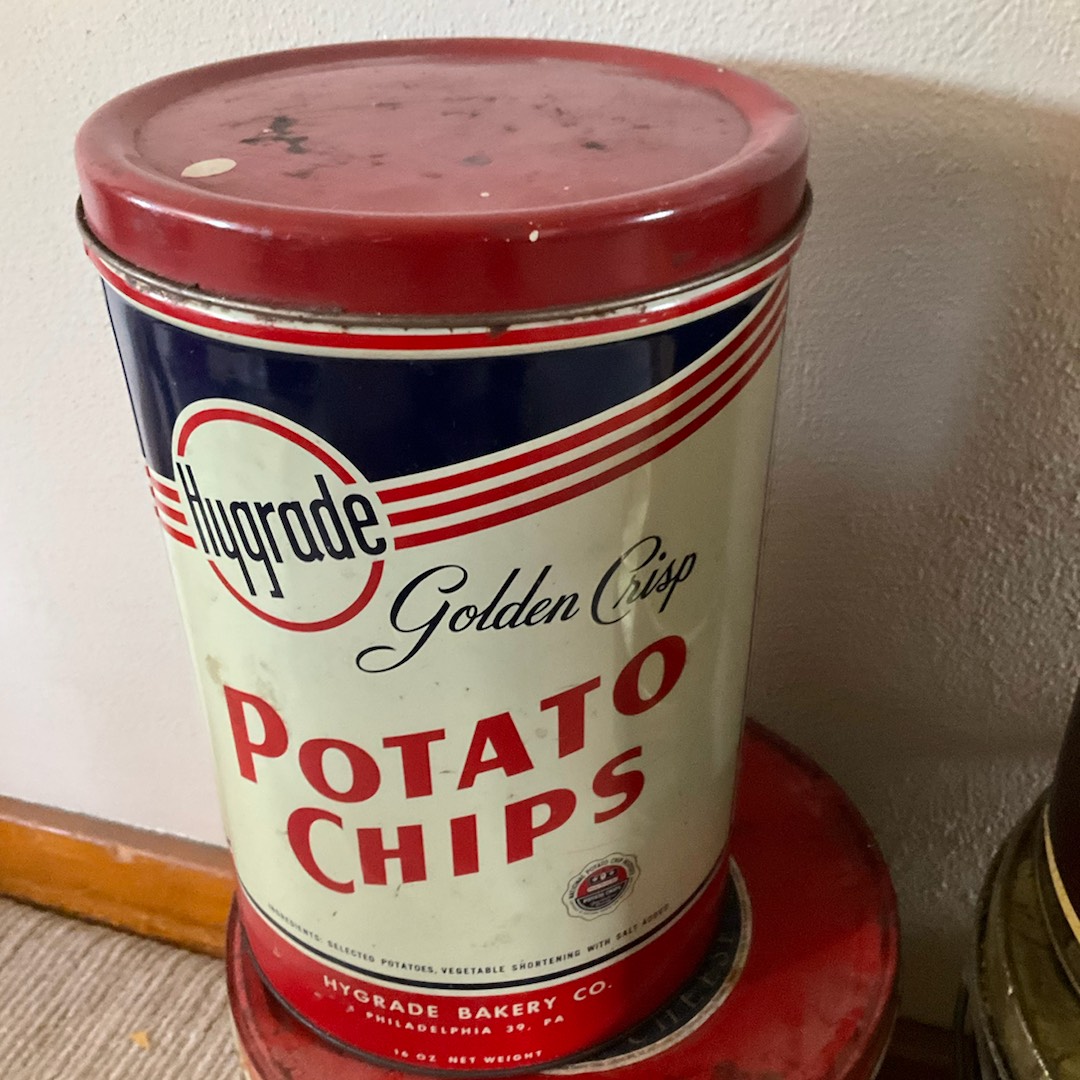 Hygrade
Golden Crisp
POTATO
CHIPS
INGREDIENTS: SELECTED POTATOES, VEGETABLE SHORTENING WITH SALT ADDED
HYGRADE BAKERY CO.
PHILADELPHIA 39, PA
16 OZ NET WEIGHT